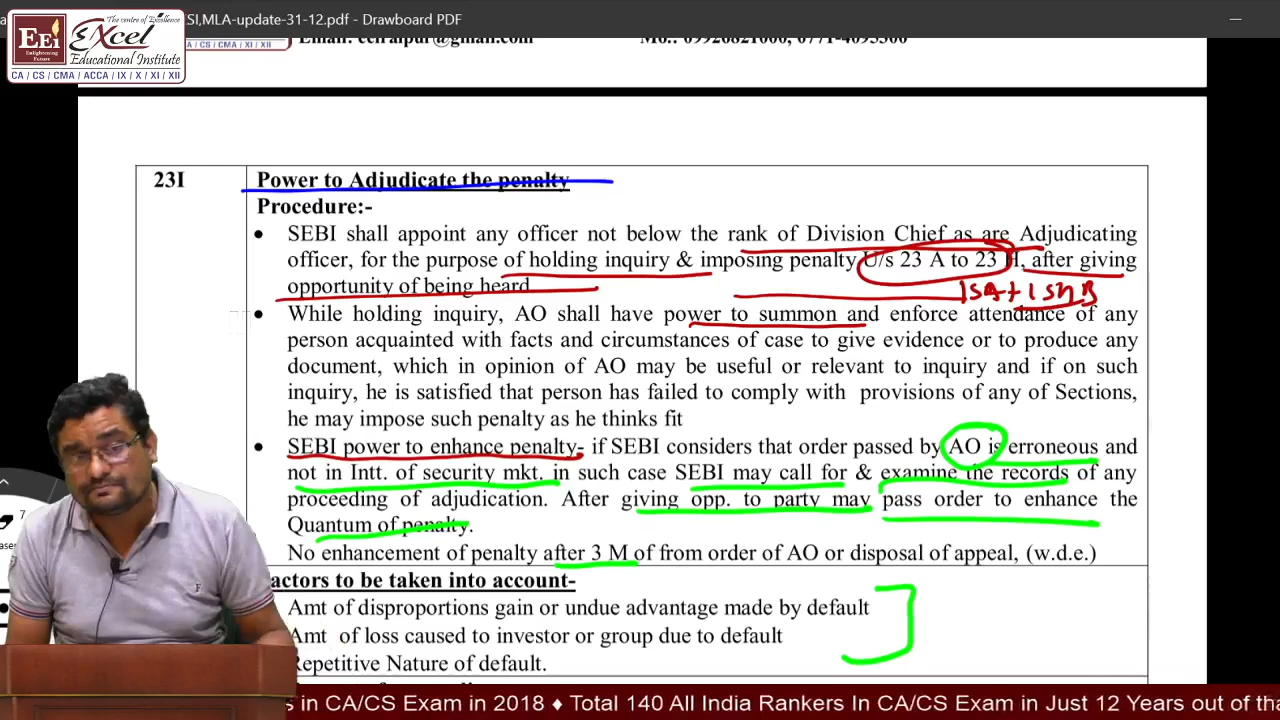 SI,MLA-update-31-12.pdf - Drawboard PDF
The centre of Excellence
EEi
Enlightening Future
EXcel
Educational Institute
CA / CS / CMA / ACCA / IX / X / XI / XII
/ CS / CMA / XI / XII
23I
Power to Adjudicate the penalty
Procedure:-
• SEBI shall appoint any officer not below the rank of Division Chief as are Adjudicating
officer, for the purpose of holding inquiry & imposing penalty U/s 23 A to 23 H, after giving
opportunity of being heard
15A + 15HB
• While holding inquiry, AO shall have power to summon and enforce attendance of any
person acquainted with facts and circumstances of case to give evidence or to produce any
document, which in opinion of AO may be useful or relevant to inquiry and if on such
inquiry, he is satisfied that person has failed to comply with provisions of any of Sections,
he may impose such penalty as he thinks fit
• SEBI power to enhance penalty- if SEBI considers that order passed by AO is erroneous and
not in Intt. of security mkt. in such case SEBI may call for & examine the records of any
proceeding of adjudication. After giving opp. to party may pass order to enhance the
Quantum of penalty.
No enhancement of penalty after 3 M of from order of AO or disposal of appeal, (w.d.e.)
actors to be taken into account-
Amt of disproportions gain or undue advantage made by default
Amt of loss caused to investor or group due to default
Repetitive Nature of default.
7
s in CA/CS Exam in 2018 ♦ Total 140 All India Rankers In CA/CS Exam in Just 12 Years out of tha